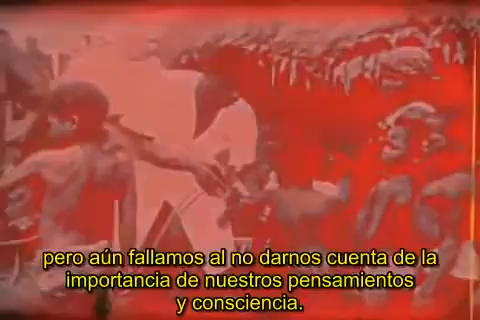 pero aún fallamos al no darnos cuenta de la
importancia de nuestros pensamientos
y consciencia.